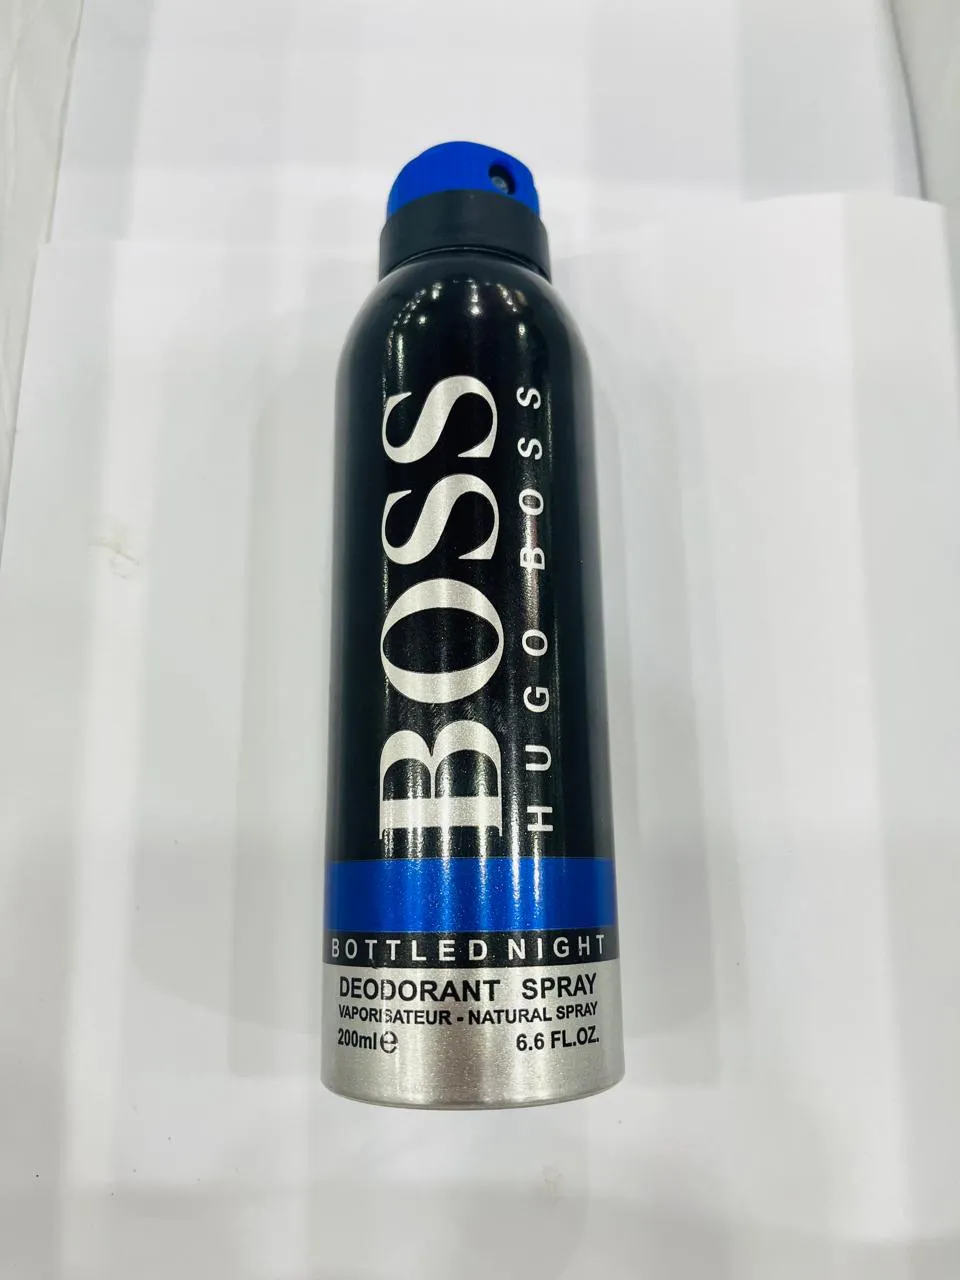 BOSS
HUGO BOSS
BOTTLED NIGHT
DEODORANT SPRAY
VAPORISATEUR - NATURAL SPRAY
200ml e 6.6 FL.OZ.